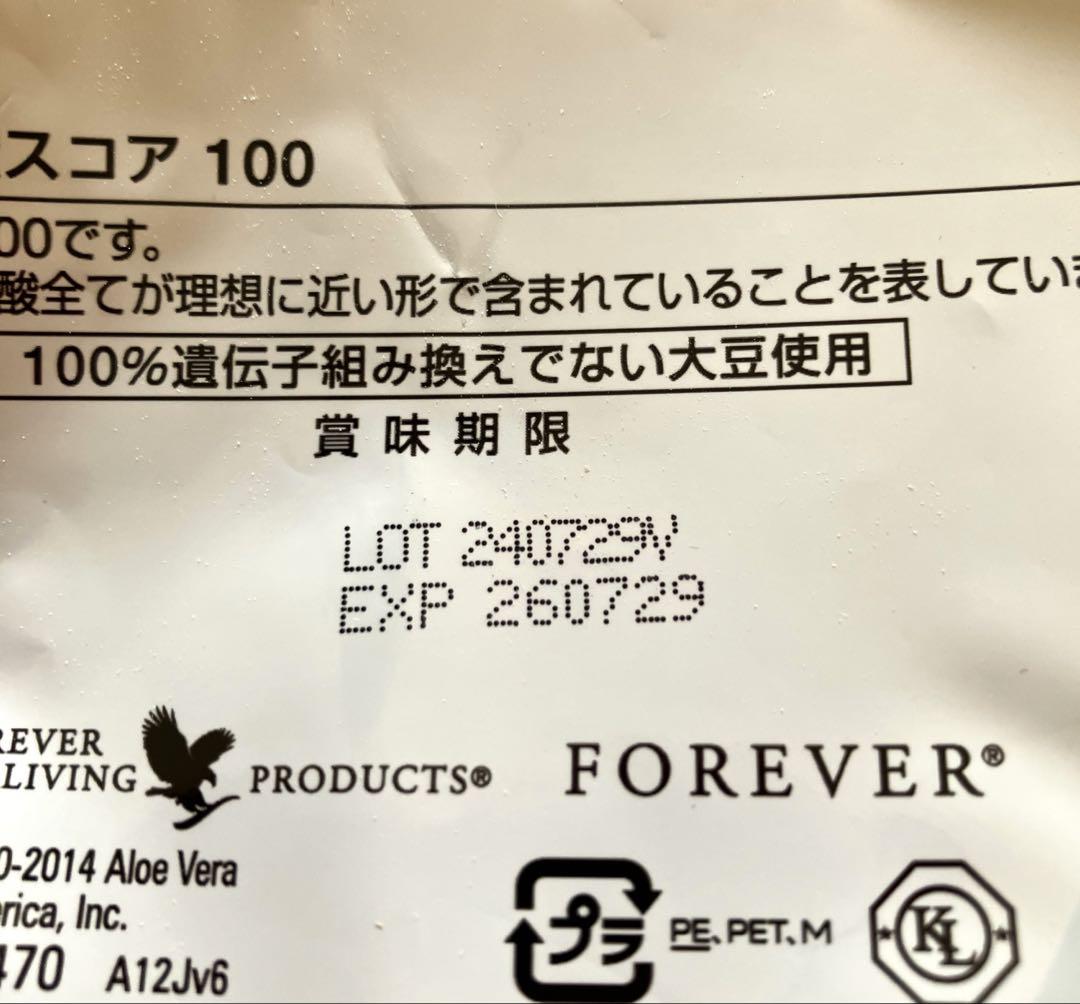 スコア 100
00です。
酸全てが理想に近い形で含まれていることを表してい
100%遺伝子組み換えでない大豆使用
賞味期限
LOT 240729V
EXP 260729
REVER
LIVING
PRODUCTS®
FOREVER®
0-2014 Aloe Vera
rica, Inc.
470 A12Jv6
プラ
PE、PET、M
KL